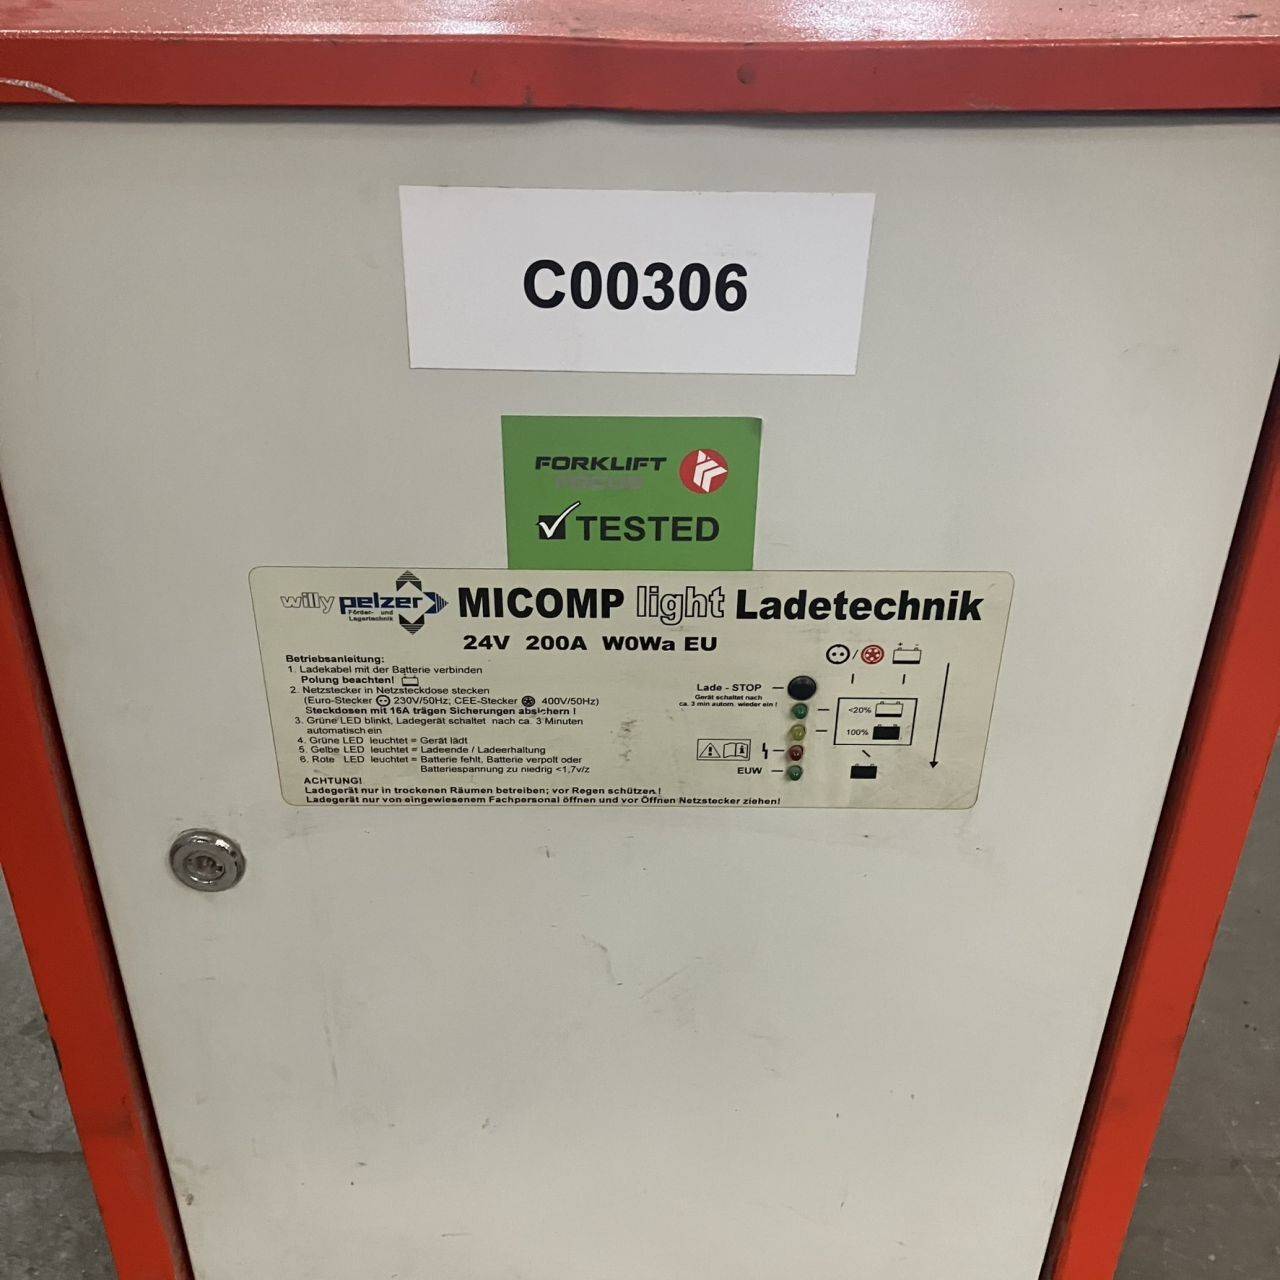 C00306
FORKLIFT
FOCUS
TESTED
willy pelzer
Förder- und
Lagertechnik
MICOMP light Ladetechnik
24V 200A W0Wa EU
Betriebsanleitung:
1. Ladekabel mit der Batterie verbinden
Polung beachten!
2. Netzstecker in Netzsteckdose stecken
(Euro-Stecker 230V/50Hz; CEE-Stecker 400V/50Hz)
Steckdosen mit 16A trägen Sicherungen absichern !
3. Grüne LED blinkt, Ladegerät schaltet nach ca. 3 Minuten
automatisch ein
4. Grüne LED leuchtet = Gerät lädt
5. Gelbe LED leuchtet = Ladeende / Ladeerhaltung
6. Rote LED leuchtet = Batterie fehlt, Batterie verpolt oder
Batteriespannung zu niedrig <1,7v/z
ACHTUNG!
Ladegerät nur in trockenen Räumen betreiben; vor Regen schützen !
Ladegerät nur von eingewiesenem Fachpersonal öffnen und vor Öffnen Netzstecker ziehen!
Lade - STOP
Gerät schaltet nach
ca. 3 min autom. wieder ein !
<20%
100%
EUW